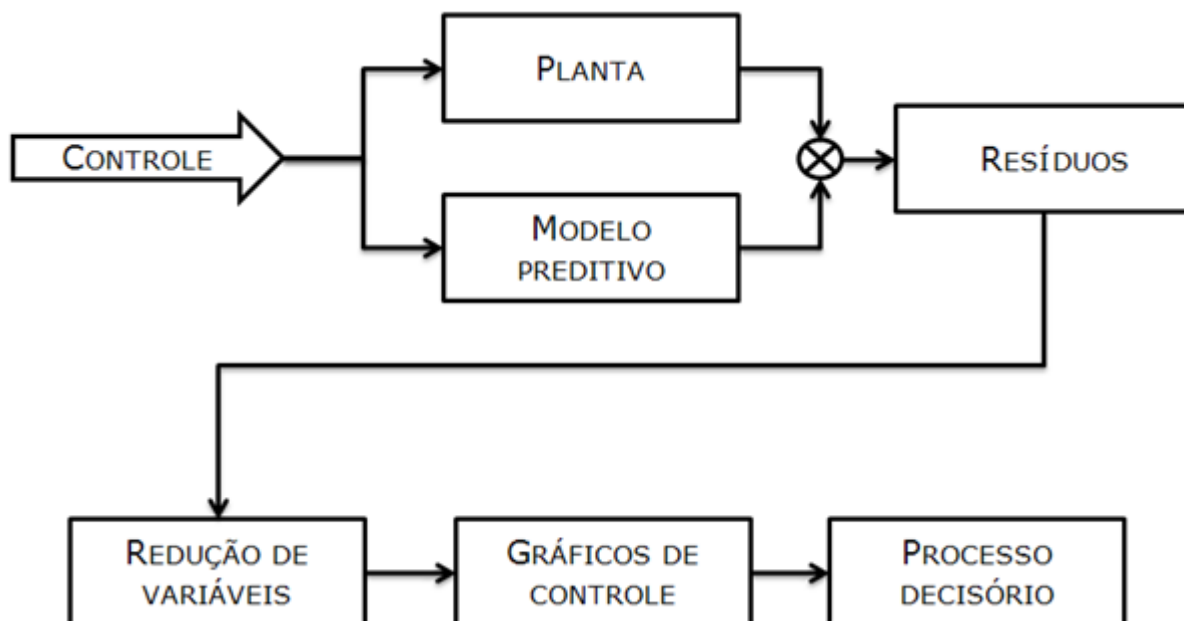 PLANTA
CONTROLE
RESÍDUOS
MODELO
PREDITIVO
REDUÇÃO DE
VARIÁVEIS
GRÁFICOS DE
CONTROLE
PROCESSO
DECISÓRIO